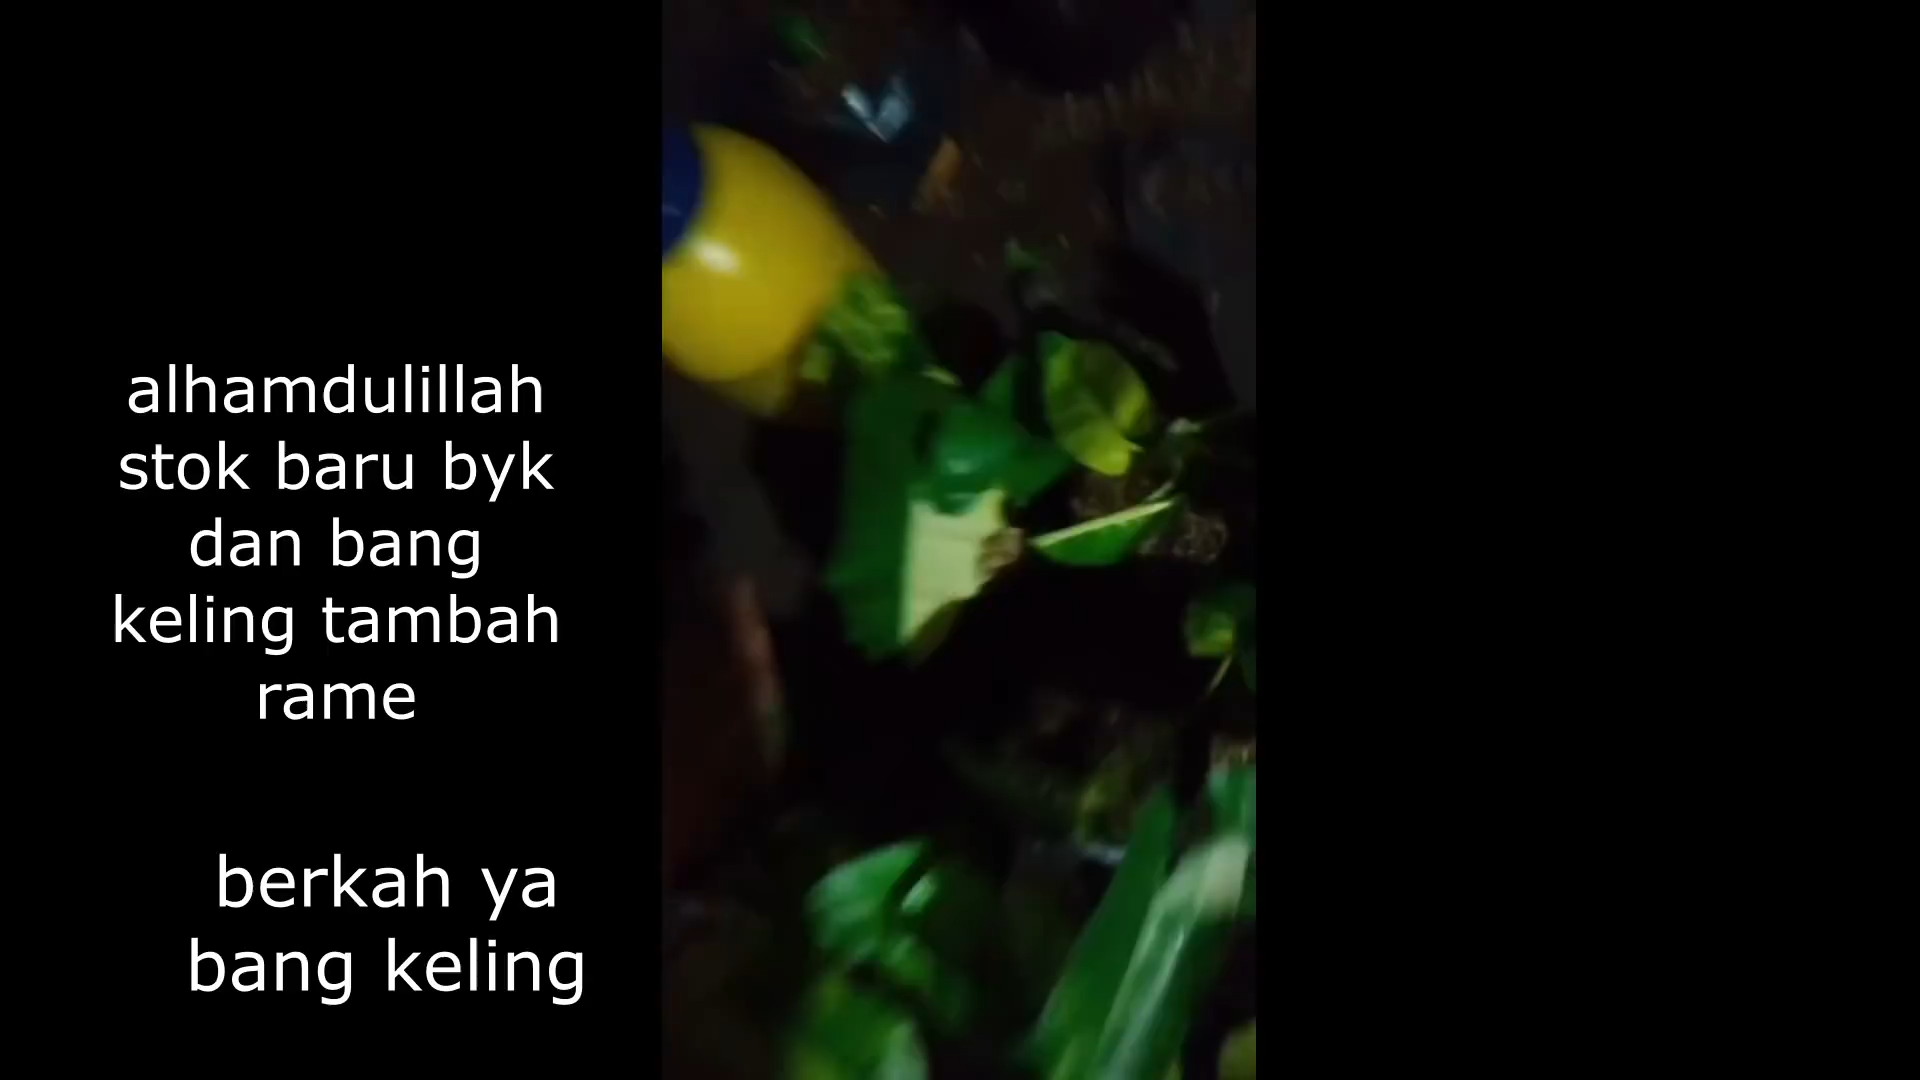 alhamdulillah
stok baru byk
dan bang
keling tambah
rame
berkah ya
bang keling